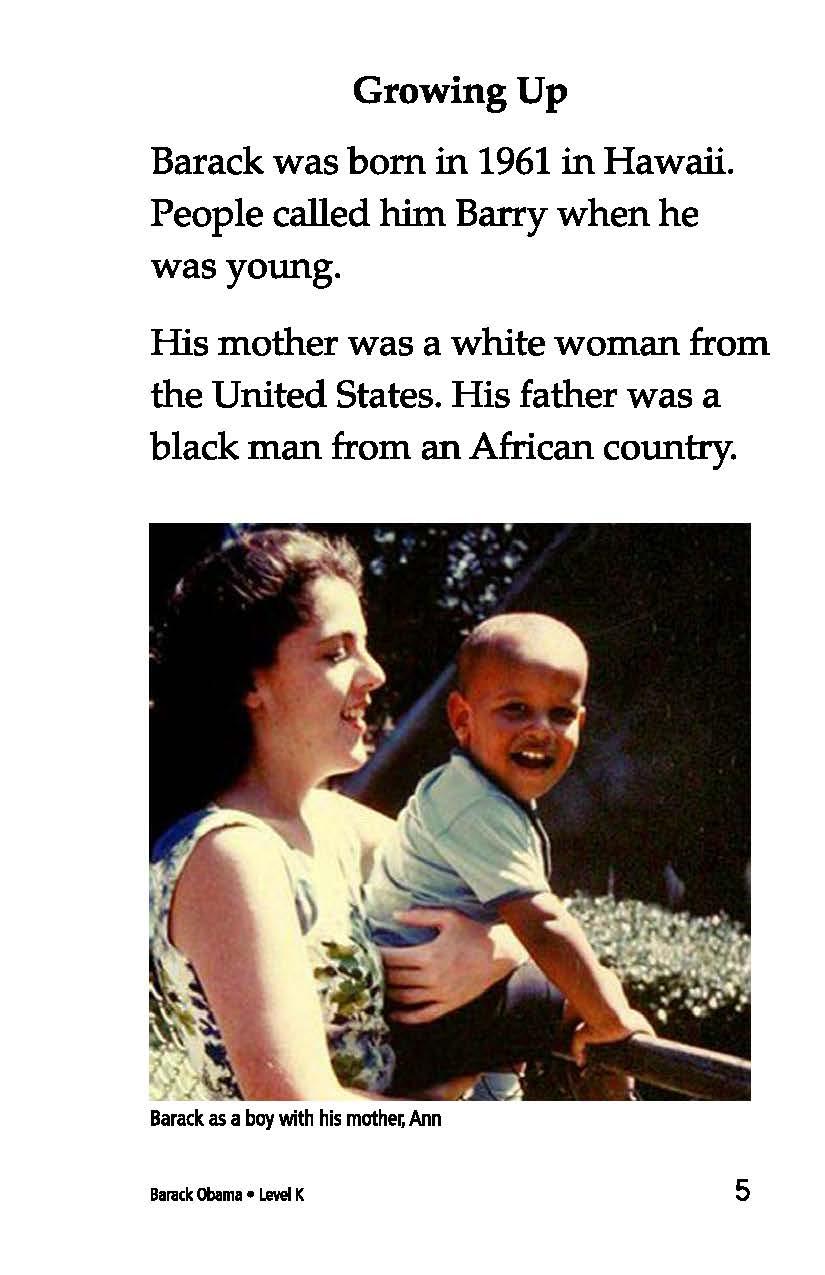 Growing Up
Barack was born in 1961 in Hawaii.
People called him Barry when he
was young.
His mother was a white woman from
the United States. His father was a
black man from an African country.
Barack as a boy with his mother, Ann
Barack Obama • Level K
5